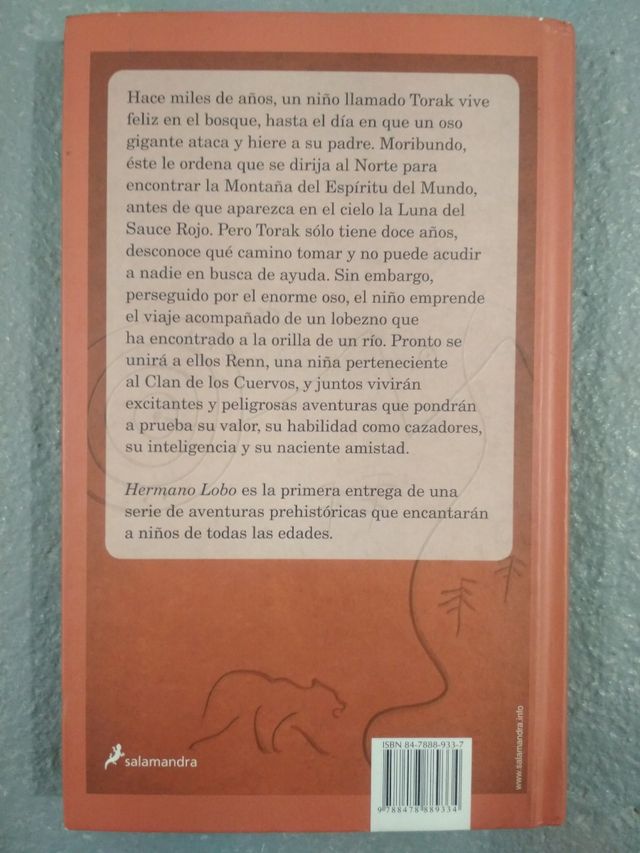 Hace miles de años, un niño llamado Torak vive
feliz en el bosque, hasta el día en que un oso
gigante ataca y hiere a su padre. Moribundo,
éste le ordena que se dirija al Norte para
encontrar la Montaña del Espíritu del Mundo,
antes de que aparezca en el cielo la Luna del
Sauce Rojo. Pero Torak sólo tiene doce años,
desconoce qué camino tomar y no puede acudir
a nadie en busca de ayuda. Sin embargo,
perseguido por el enorme oso, el niño emprende
el viaje acompañado de un lobezno que
ha encontrado a la orilla de un río. Pronto se
unirá a ellos Renn, una niña perteneciente
al Clan de los Cuervos, y juntos vivirán
excitantes y peligrosas aventuras que pondrán
a prueba su valor, su habilidad como cazadores,
su inteligencia y su naciente amistad.
Hermano Lobo es la primera entrega de una
serie de aventuras prehistóricas que encantarán
a niños de todas las edades.
salamandra
ISBN 84-7888-933-7
9 788478 889334
www.salamandra.info